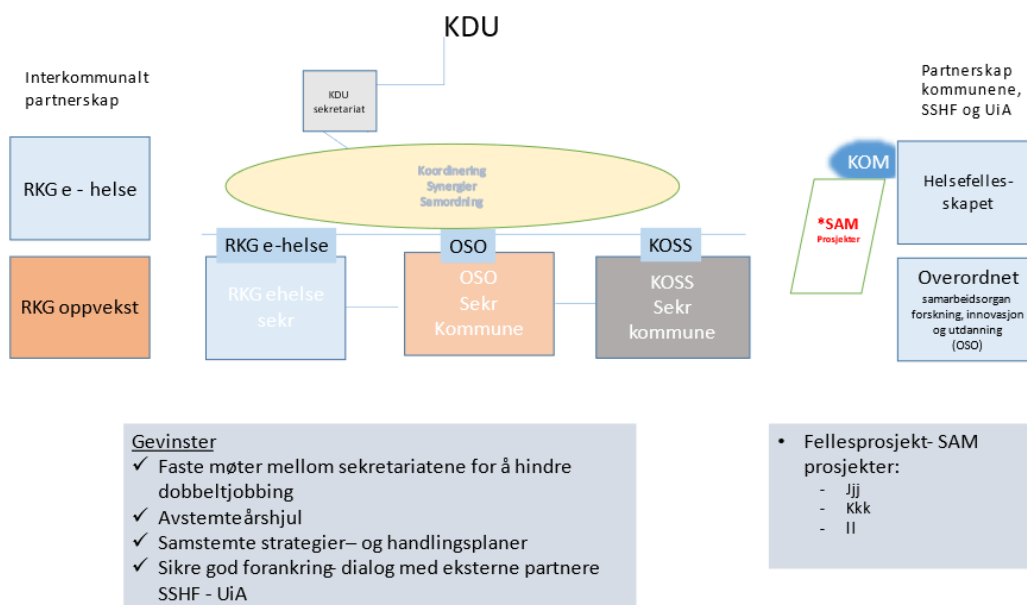 KDU
Interkommunalt
partnerskap
KDU
sekretariat
Partnerskap
kommunene,
SSHF og UiA
RKG e - helse
Koordinering
Synergier
Samordning
KOM
Helsefelles-
skapet
*SAM
Prosjekter
RKG e-helse
OSO
KOSS
RKG oppvekst
RKG ehelse
sekr
OSO
Sekr
Kommune
KOSS
Sekr
kommune
Overordnet
samarbeidsorgan
forskning, innovasjon
og utdanning
(OSO)
Gevinster
✓ Faste møter mellom sekretariatene for å hindre
dobbeltjobbing
✓ Avstemteårshjul
✓ Samstemte strategier– og handlingsplaner
✓ Sikre god forankring- dialog med eksterne partnere
SSHF - UiA
• Fellesprosjekt- SAM
prosjekter:
- Jjj
- Kkk
- ll